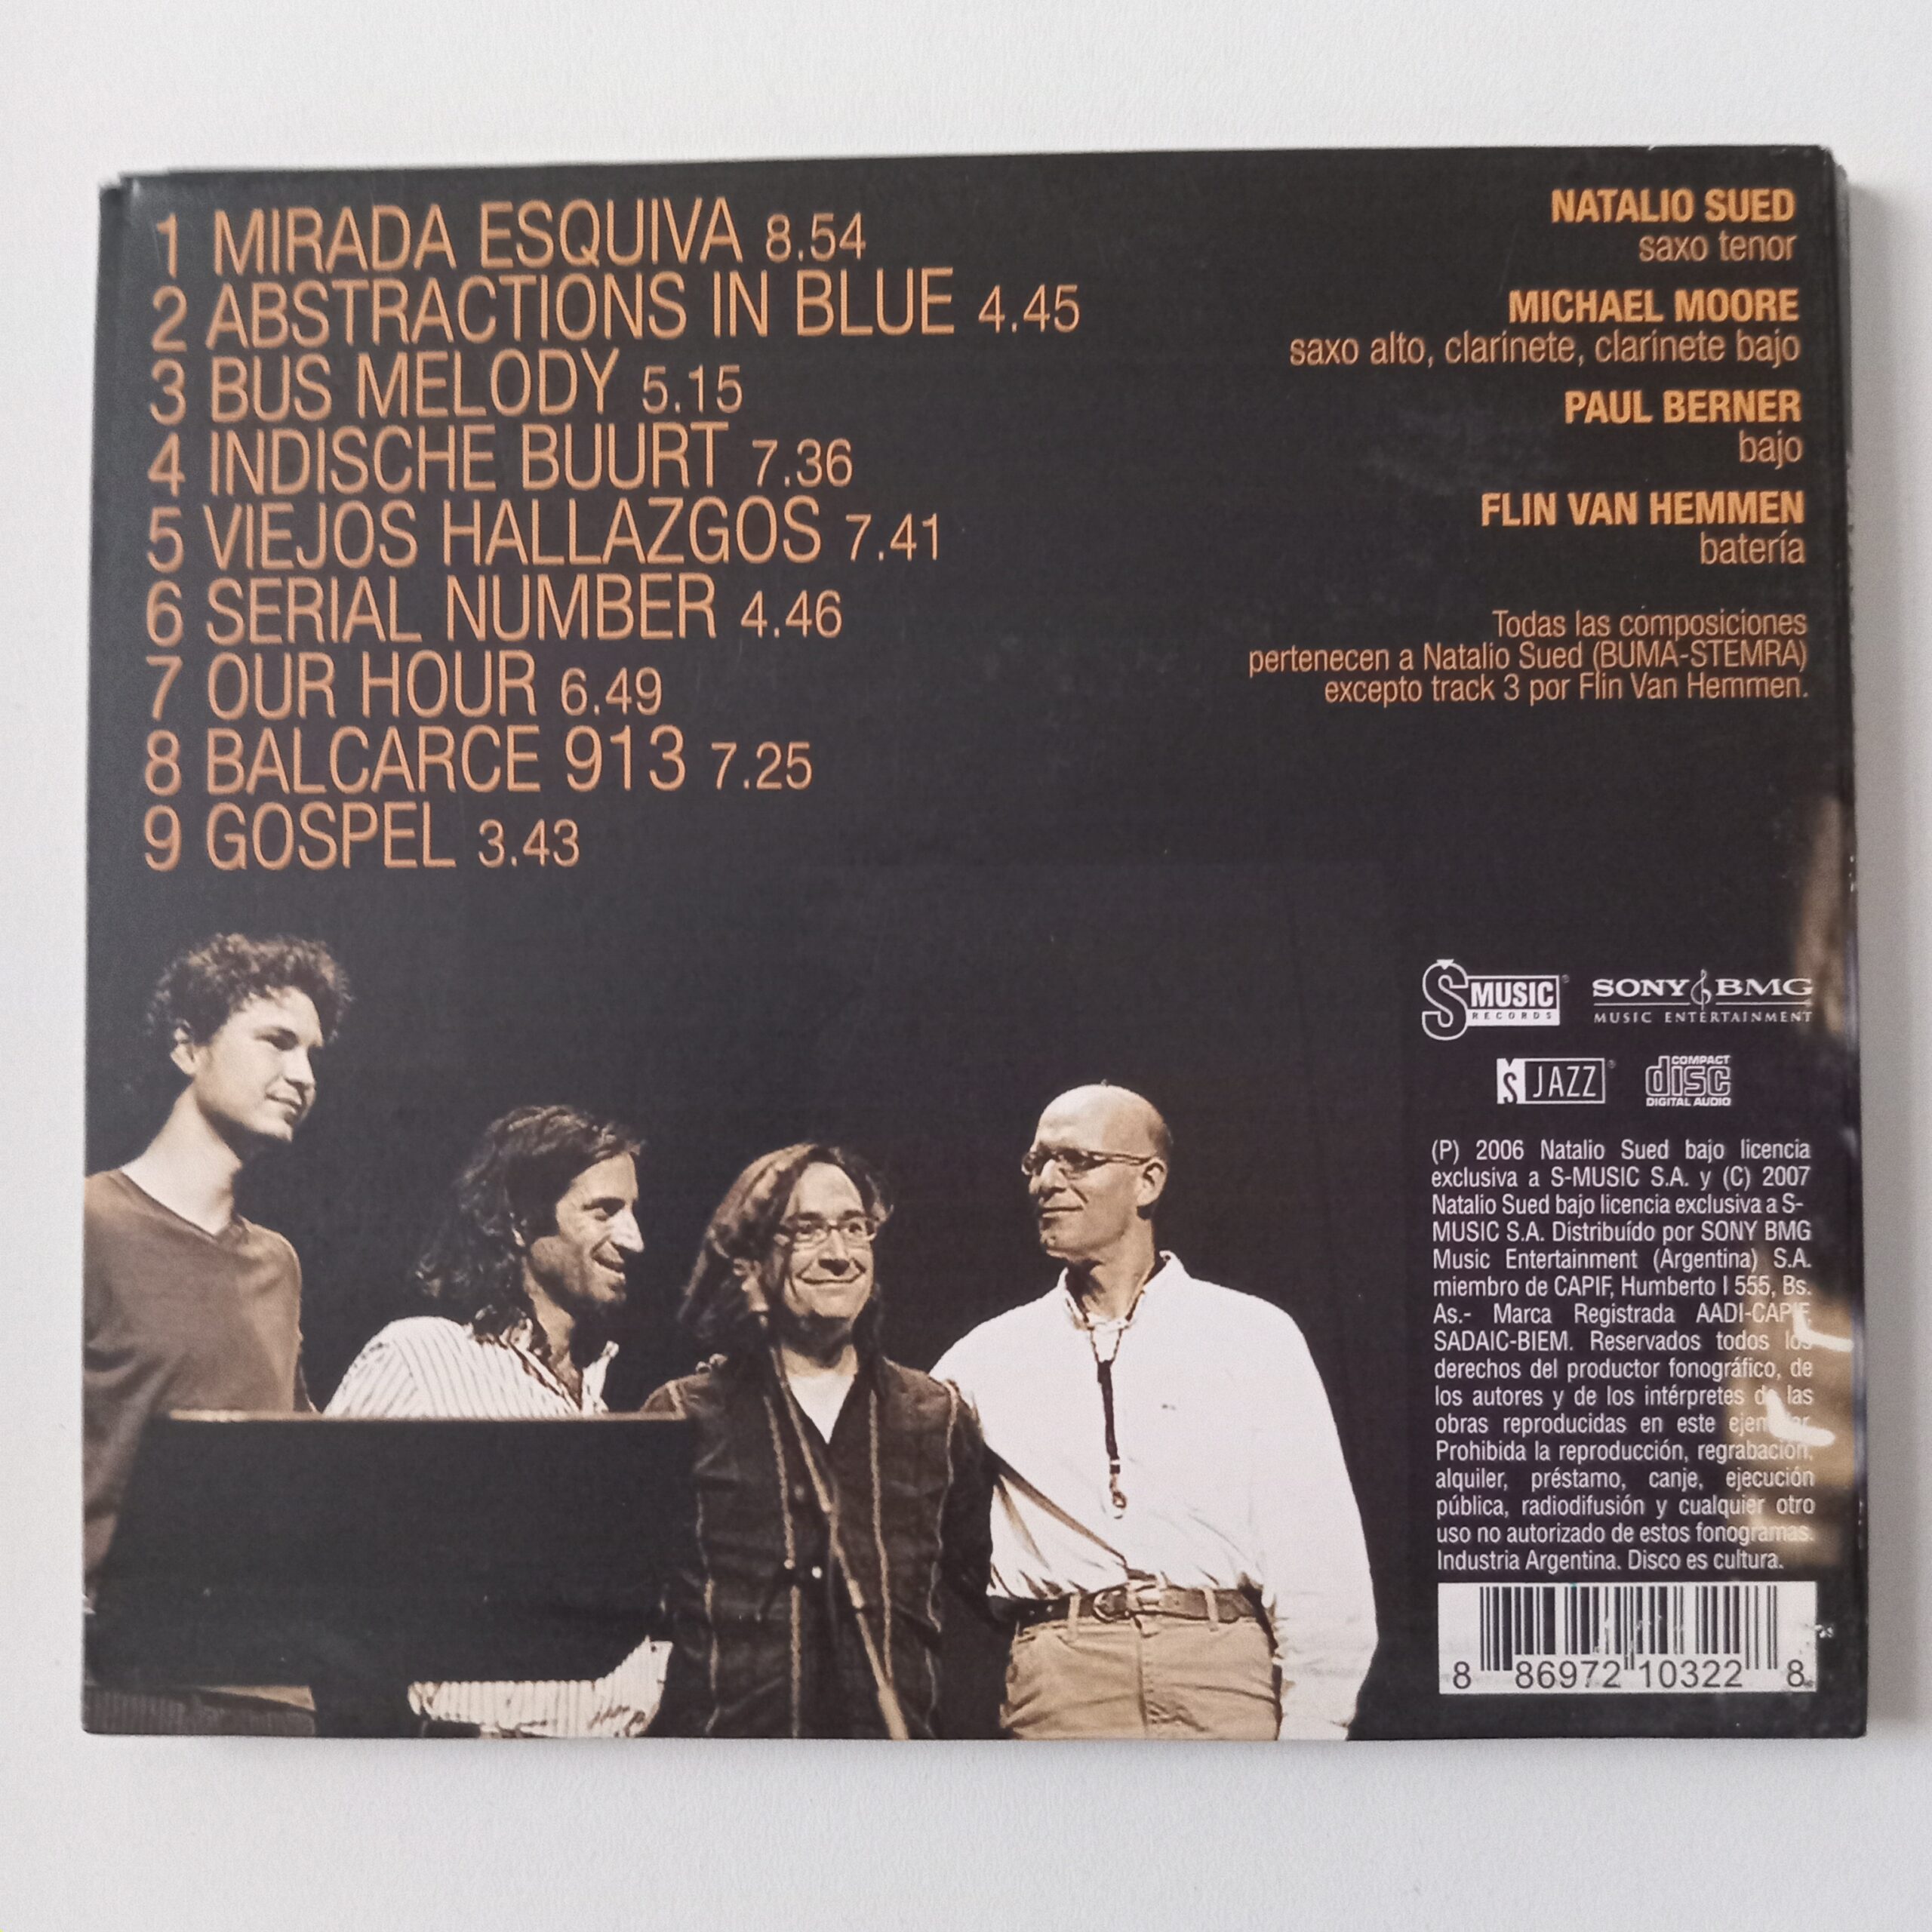 1 MIRADA ESQUIVA 8.54
2 ABSTRACTIONS IN BLUE 4.45
3 BUS MELODY 5.15
4 INDISCHE BUURT 7.36
5 VIEJOS HALLAZGOS 7.41
6 SERIAL NUMBER 4.46
7 OUR HOUR 6.49
8 BALCARCE 913 7.25
9 GOSPEL 3.43
NATALIO SUED
saxo tenor
MICHAEL MOORE
saxo alto, clarinete, clarinete bajo
PAUL BERNER
bajo
FLIN VAN HEMMEN
batería
Todas las composiciones
pertenecen a Natalio Sued (BUMA-STEMRA)
excepto track 3 por Flin Van Hemmen.
S MUSIC RECORDS
SONY BMG
MUSIC ENTERTAINMENT
MS JAZZ
COMPACT disc DIGITAL AUDIO
(P) 2006 Natalio Sued bajo licencia
exclusiva a S-MUSIC S.A. y (C) 2007
Natalio Sued bajo licencia exclusiva a S-
MUSIC S.A. Distribuído por SONY BMG
Music Entertainment (Argentina) S.A.
miembro de CAPIF, Humberto I 555, Bs.
As.- Marca Registrada AADI-CAPIF,
SADAIC-BIEM. Reservados todos los
derechos del productor fonográfico, de
los autores y de los intérpretes de las
obras reproducidas en este ejemplar.
Prohibida la reproducción, regrabación,
alquiler, préstamo, canje, ejecución
pública, radiodifusión y cualquier otro
uso no autorizado de estos fonogramas.
Industria Argentina. Disco es cultura.
8 86972 10322 8